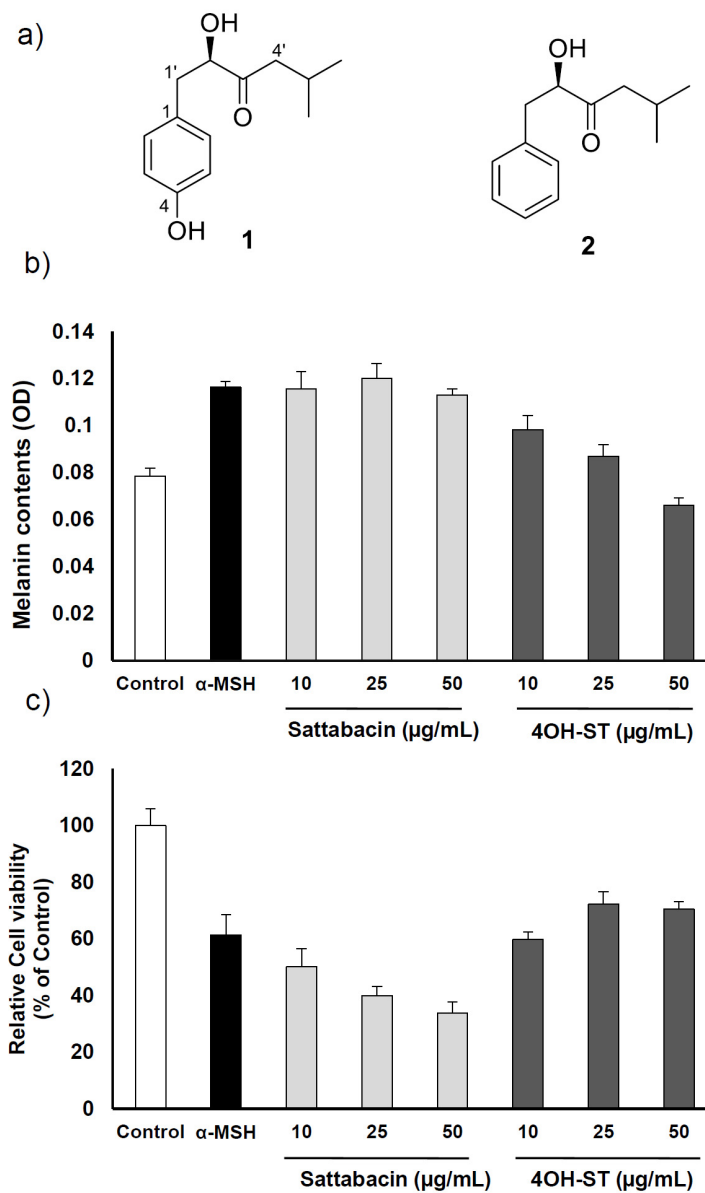 a)
OH
1'
4'
1
O
4
OH
1
OH
O
2
b)
Melanin contents (OD)
0.14
0.12
0.1
0.08
0.06
0.04
0.02
0
Control α-MSH 10 25 50 10 25 50
Sattabacin (µg/mL) 4OH-ST (µg/mL)
c)
Relative Cell viability
(% of Control)
120
100
80
60
40
20
0
Control α-MSH 10 25 50 10 25 50
Sattabacin (µg/mL) 4OH-ST (µg/mL)